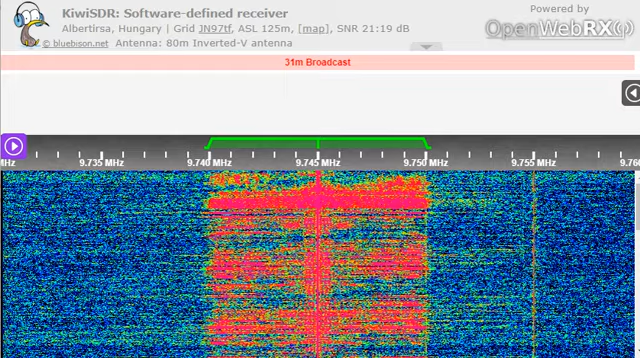 KiwiSDR: Software-defined receiver
Powered by
Albertirsa, Hungary | Grid JN97tf, ASL 125m, [map], SNR 21:19 dB
OpenWebRX
© bluebison.net Antenna: 80m Inverted-V antenna
31m Broadcast
MHz 9.735 MHz 9.740 MHz 9.745 MHz 9.750 MHz 9.755 MHz 9.760